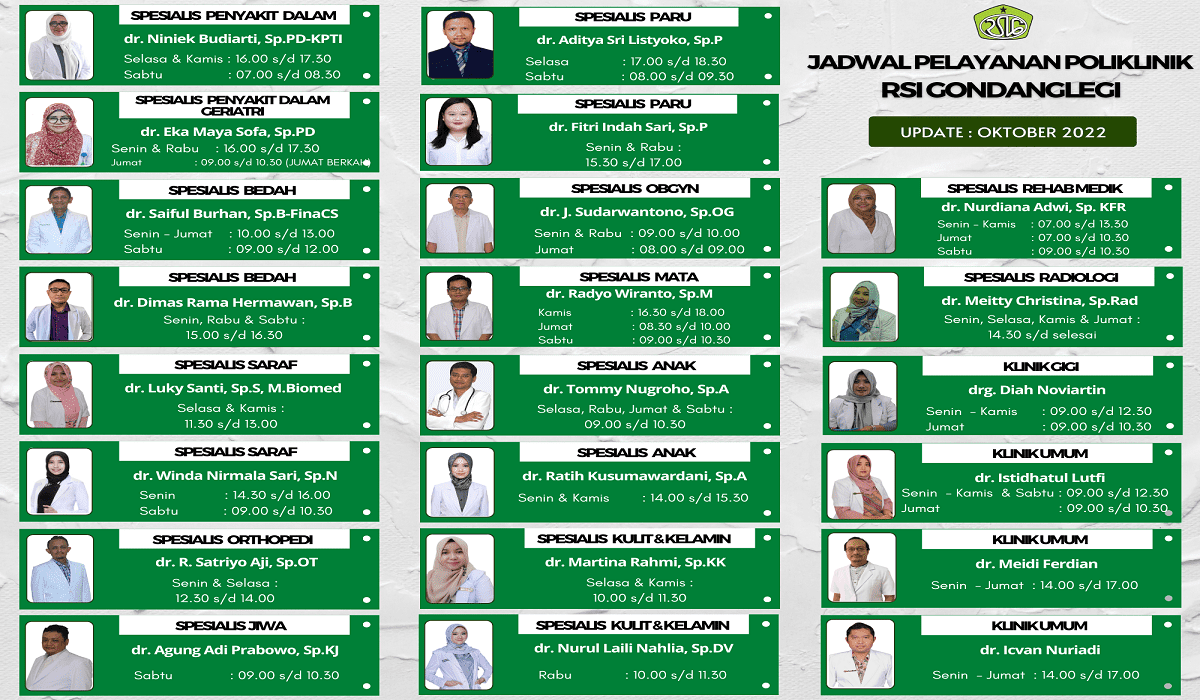 SPESIALIS PENYAKIT DALAM
dr. Niniek Budiarti, Sp.PD-KPTI
Selasa & Kamis : 16.00 s/d 17.30
Sabtu : 07.00 s/d 08.30
SPESIALIS PENYAKIT DALAM
GERIATRI
dr. Eka Maya Sofa, Sp.PD
Senin & Rabu : 16.00 s/d 17.30
Jumat : 09.00 s/d 10.30 (JUMAT BERKAH)
SPESIALIS BEDAH
dr. Saiful Burhan, Sp.B-FinaCS
Senin - Jumat : 10.00 s/d 13.00
Sabtu : 09.00 s/d 12.00
SPESIALIS BEDAH
dr. Dimas Rama Hermawan, Sp.B
Senin, Rabu & Sabtu :
15.00 s/d 16.30
SPESIALIS SARAF
dr. Luky Santi, Sp.S, M.Biomed
Selasa & Kamis :
11.30 s/d 13.00
SPESIALIS SARAF
dr. Winda Nirmala Sari, Sp.N
Senin : 14.30 s/d 16.00
Sabtu : 09.00 s/d 10.30
SPESIALIS ORTHOPEDI
dr. R. Satriyo Aji, Sp.OT
Senin & Selasa :
12.30 s/d 14.00
SPESIALIS JIWA
dr. Agung Adi Prabowo, Sp.KJ
Sabtu : 09.00 s/d 10.30
SPESIALIS PARU
dr. Aditya Sri Listyoko, Sp.P
Selasa : 17.00 s/d 18.30
Sabtu : 08.00 s/d 09.30
SPESIALIS PARU
dr. Fitri Indah Sari, Sp.P
Senin & Rabu :
15.30 s/d 17.00
SPESIALIS OBGYN
dr. J. Sudarwantono, Sp.OG
Senin & Rabu : 09.00 s/d 10.00
Jumat : 08.00 s/d 09.00
SPESIALIS MATA
dr. Radyo Wiranto, Sp.M
Kamis : 16.30 s/d 18.00
Jumat : 08.30 s/d 10.00
Sabtu : 09.00 s/d 10.30
SPESIALIS ANAK
dr. Tommy Nugroho, Sp.A
Selasa, Rabu, Jumat & Sabtu :
09.00 s/d 10.30
SPESIALIS ANAK
dr. Ratih Kusumawardani, Sp.A
Senin & Kamis : 14.00 s/d 15.30
SPESIALIS KULIT & KELAMIN
dr. Martina Rahmi, Sp.KK
Selasa & Kamis :
10.00 s/d 11.30
SPESIALIS KULIT & KELAMIN
dr. Nurul Laili Nahlia, Sp.DV
Rabu : 10.00 s/d 11.30
JADWAL PELAYANAN POLIKLINIK
RSI GONDANGLEGI
UPDATE : OKTOBER 2022
SPESIALIS REHAB MEDIK
dr. Nurdiana Adwi, Sp. KFR
Senin - Kamis : 07.00 s/d 13.30
Jumat : 07.00 s/d 10.30
Sabtu : 09.00 s/d 10.30
SPESIALIS RADIOLOGI
dr. Meitty Christina, Sp.Rad
Senin, Selasa, Kamis & Jumat :
14.30 s/d selesai
KLINIK GIGI
drg. Diah Noviartin
Senin - Kamis : 09.00 s/d 12.30
Jumat : 09.00 s/d 10.30
KLINIK UMUM
dr. Istidhatul Lutfi
Senin - Kamis & Sabtu : 09.00 s/d 12.30
Jumat : 09.00 s/d 10.30
KLINIK UMUM
dr. Meidi Ferdian
Senin - Jumat : 14.00 s/d 17.00
KLINIK UMUM
dr. Icvan Nuriadi
Senin - Jumat : 14.00 s/d 17.00